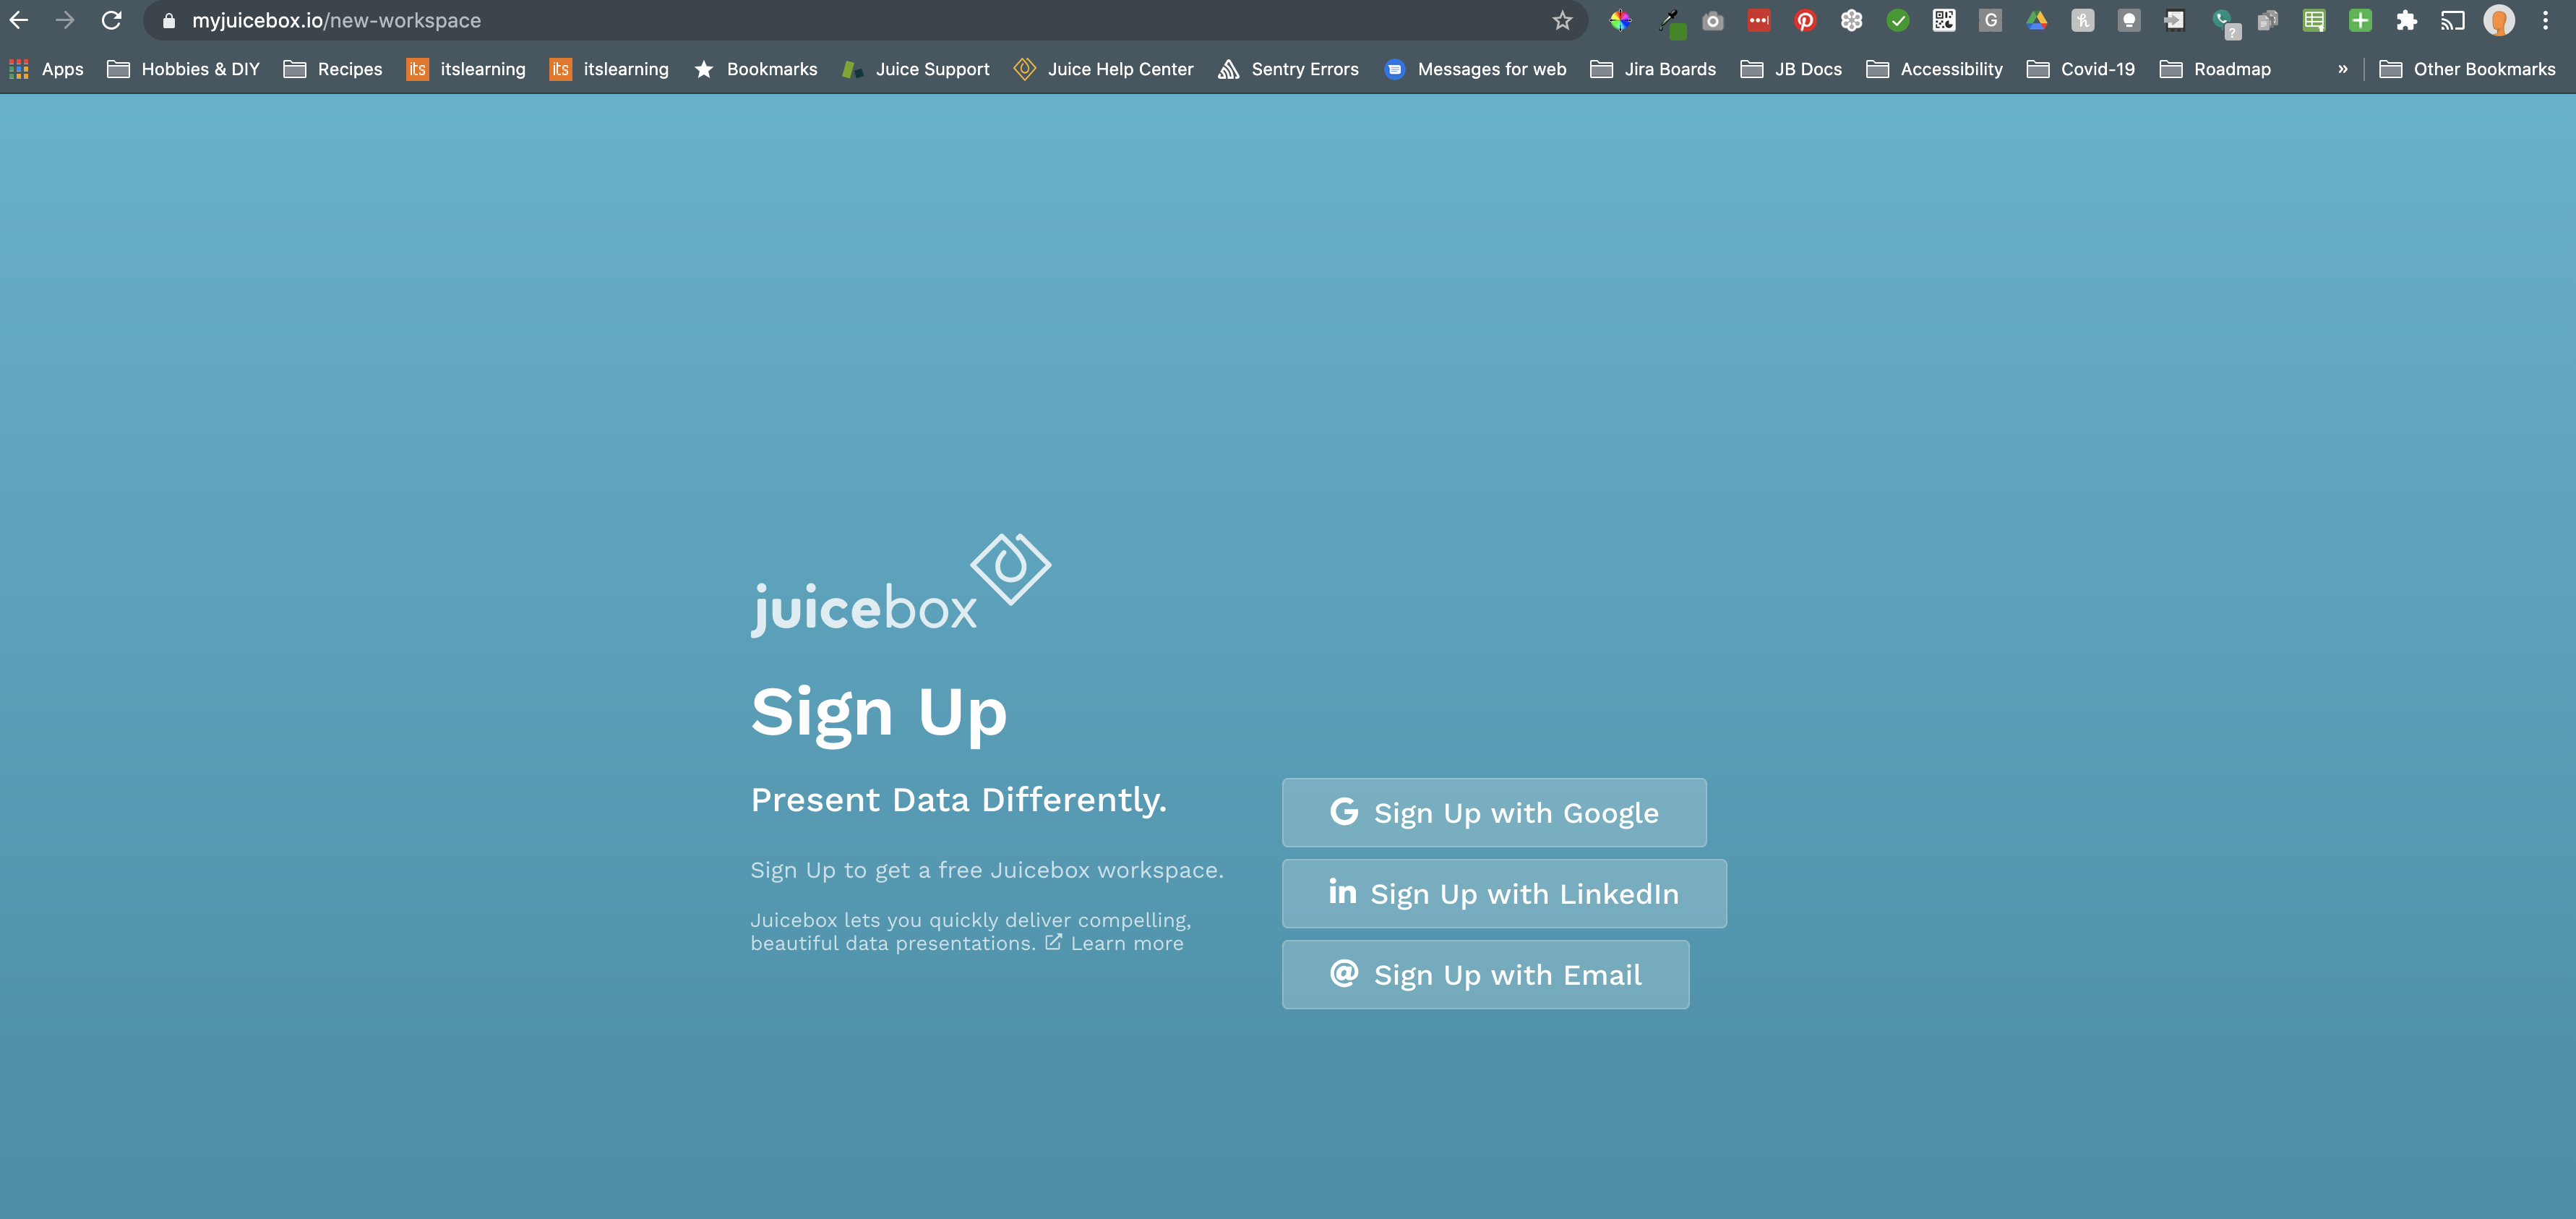 myjuicebox.io/new-workspace
Apps Hobbies & DIY Recipes its itslearning its itslearning Bookmarks Juice Support Juice Help Center Sentry Errors Messages for web Jira Boards JB Docs Accessibility Covid-19 Roadmap » Other Bookmarks
juicebox
Sign Up
Present Data Differently.
Sign Up to get a free Juicebox workspace.
Juicebox lets you quickly deliver compelling,
beautiful data presentations. Learn more
G Sign Up with Google
in Sign Up with LinkedIn
@ Sign Up with Email